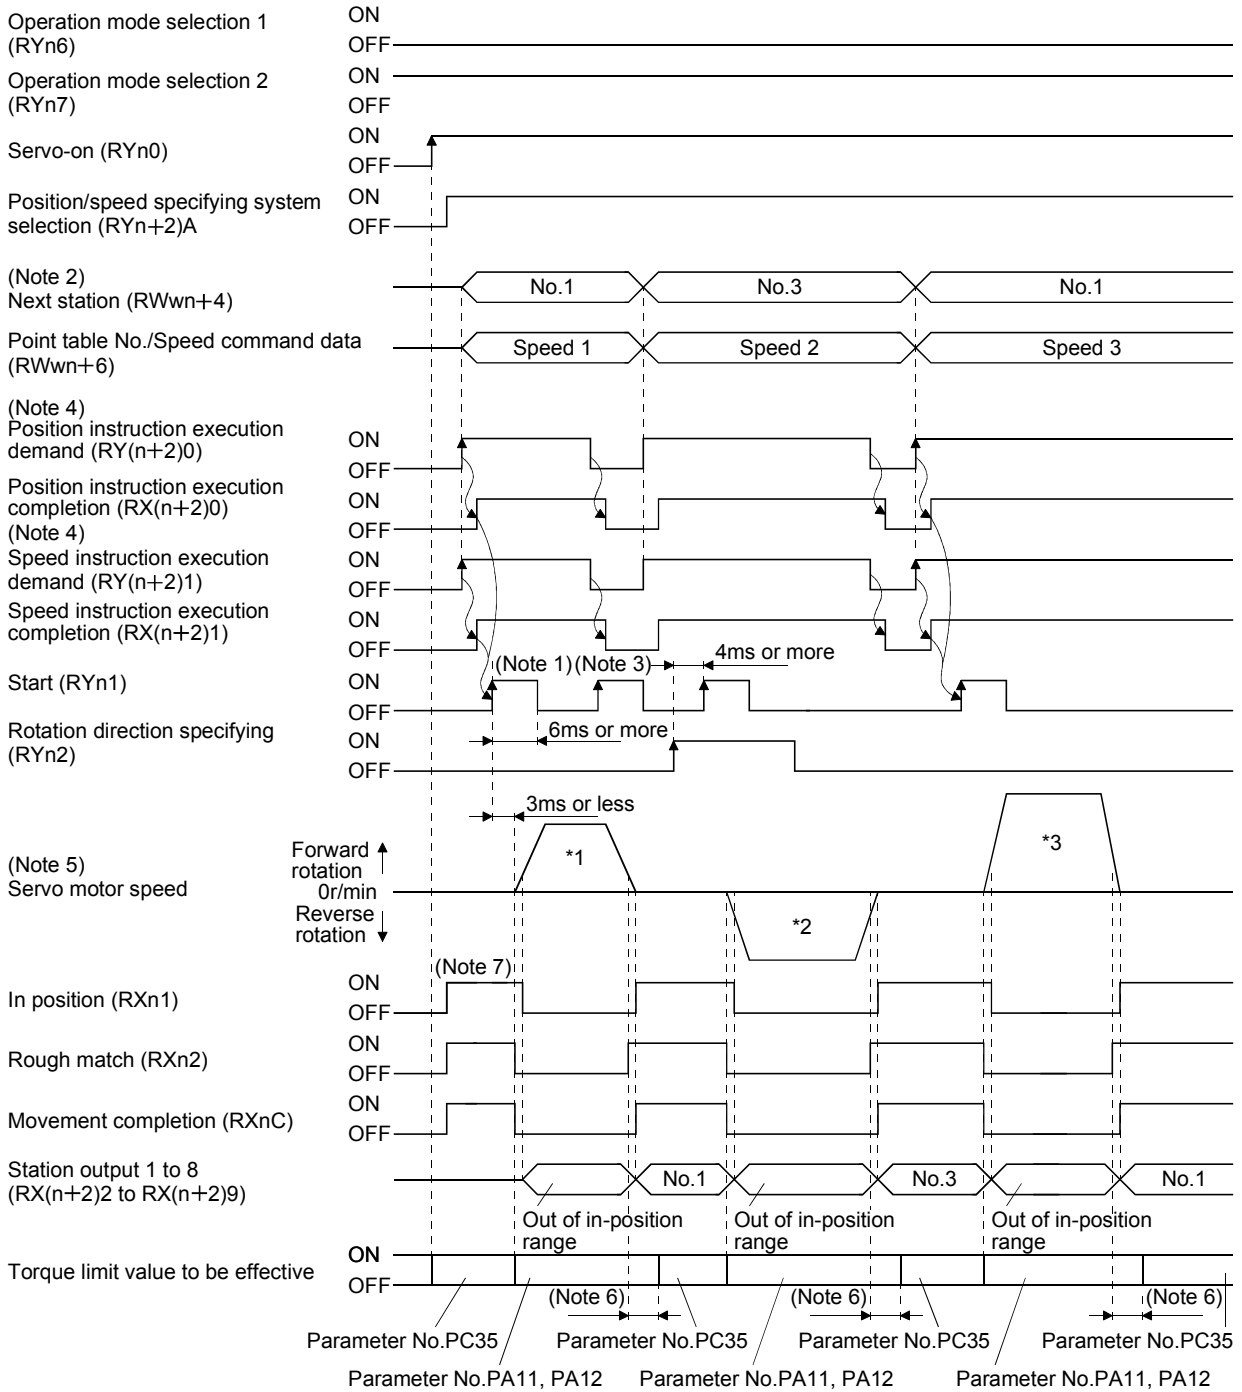 Operation mode selection 1
(RYn6)
ON
OFF
Operation mode selection 2
(RYn7)
ON
OFF
Servo-on (RYn0)
ON
OFF
Position/speed specifying system
selection (RYn+2)A
ON
OFF
(Note 2)
Next station (RWwn+4)
No.1
No.3
No.1
Point table No./Speed command data
(RWwn+6)
Speed 1
Speed 2
Speed 3
(Note 4)
Position instruction execution
demand (RY(n+2)0)
ON
OFF
Position instruction execution
completion (RX(n+2)0)
ON
OFF
(Note 4)
Speed instruction execution
demand (RY(n+2)1)
ON
OFF
Speed instruction execution
completion (RX(n+2)1)
ON
OFF
(Note 1)
(Note 3)
4ms or more
Start (RYn1)
ON
OFF
6ms or more
Rotation direction specifying
(RYn2)
ON
OFF
3ms or less
(Note 5)
Servo motor speed
Forward
rotation
0r/min
Reverse
rotation
*1
*2
*3
(Note 7)
In position (RXn1)
ON
OFF
Rough match (RXn2)
ON
OFF
Movement completion (RXnC)
ON
OFF
Station output 1 to 8
(RX(n+2)2 to RX(n+2)9)
No.1
No.3
No.1
Out of in-position
range
Out of in-position
range
Out of in-position
range
Torque limit value to be effective
ON
OFF
(Note 6)
(Note 6)
(Note 6)
Parameter No.PC35
Parameter No.PC35
Parameter No.PC35
Parameter No.PC35
Parameter No.PA11, PA12
Parameter No.PA11, PA12
Parameter No.PA11, PA12